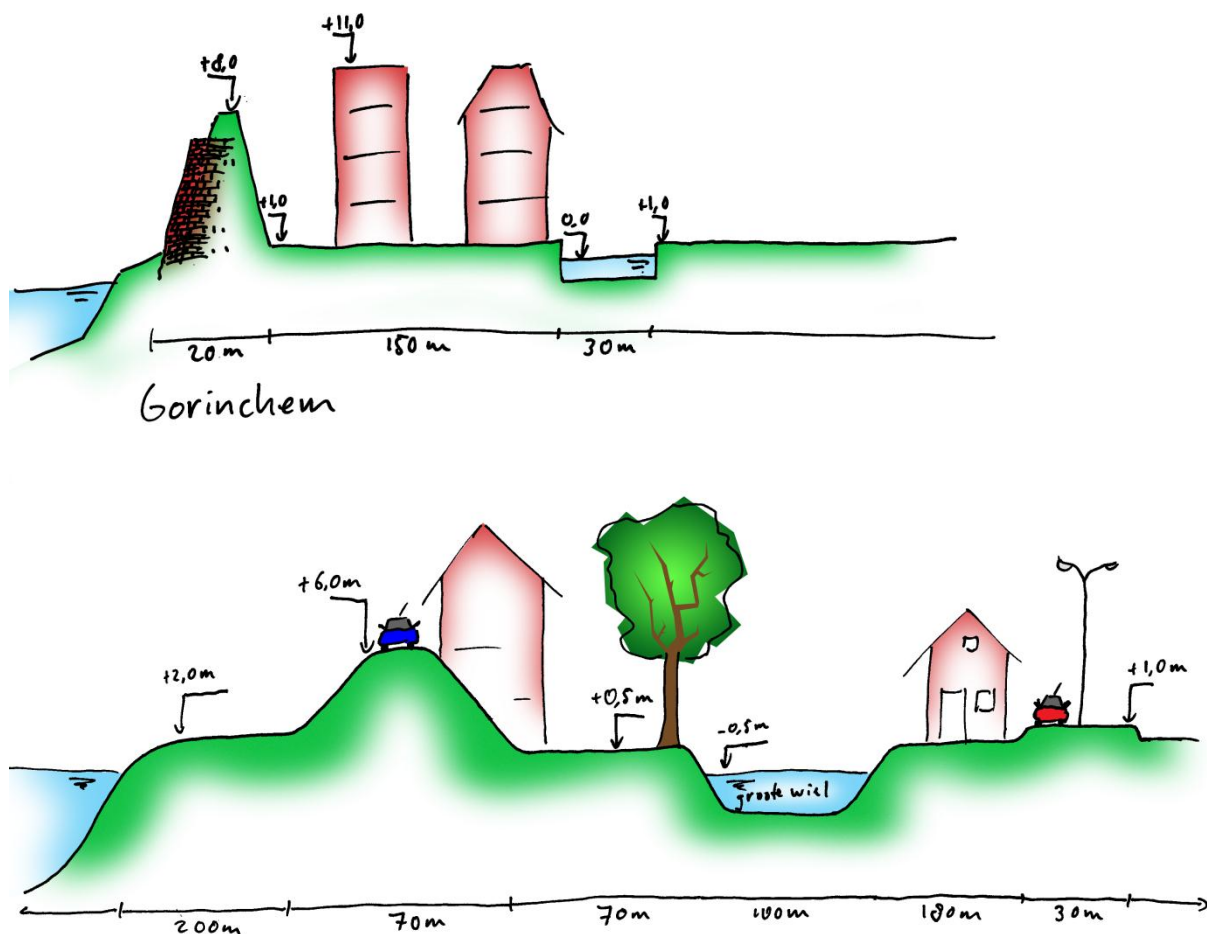 +11,0
+8,0
+1,0
0,0
+1,0
20m
150m
30m
Gorinchem
+6,0m
+2,0m
+0,5m
-0,5m
+1,0m
groote wiel
200m
70m
70m
100m
180m
30m